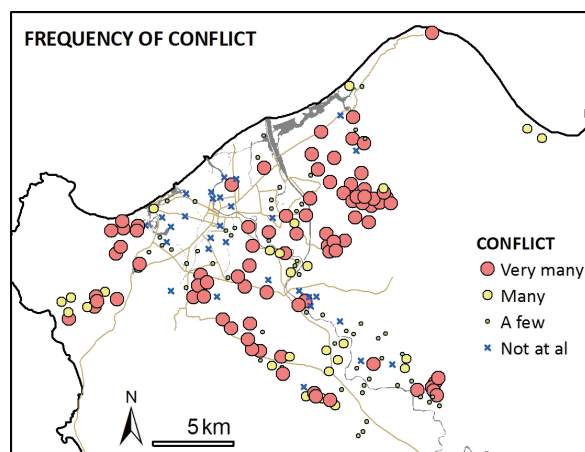 FREQUENCY OF CONFLICT
CONFLICT
Very many
Many
A few
Not at al
N
5 km